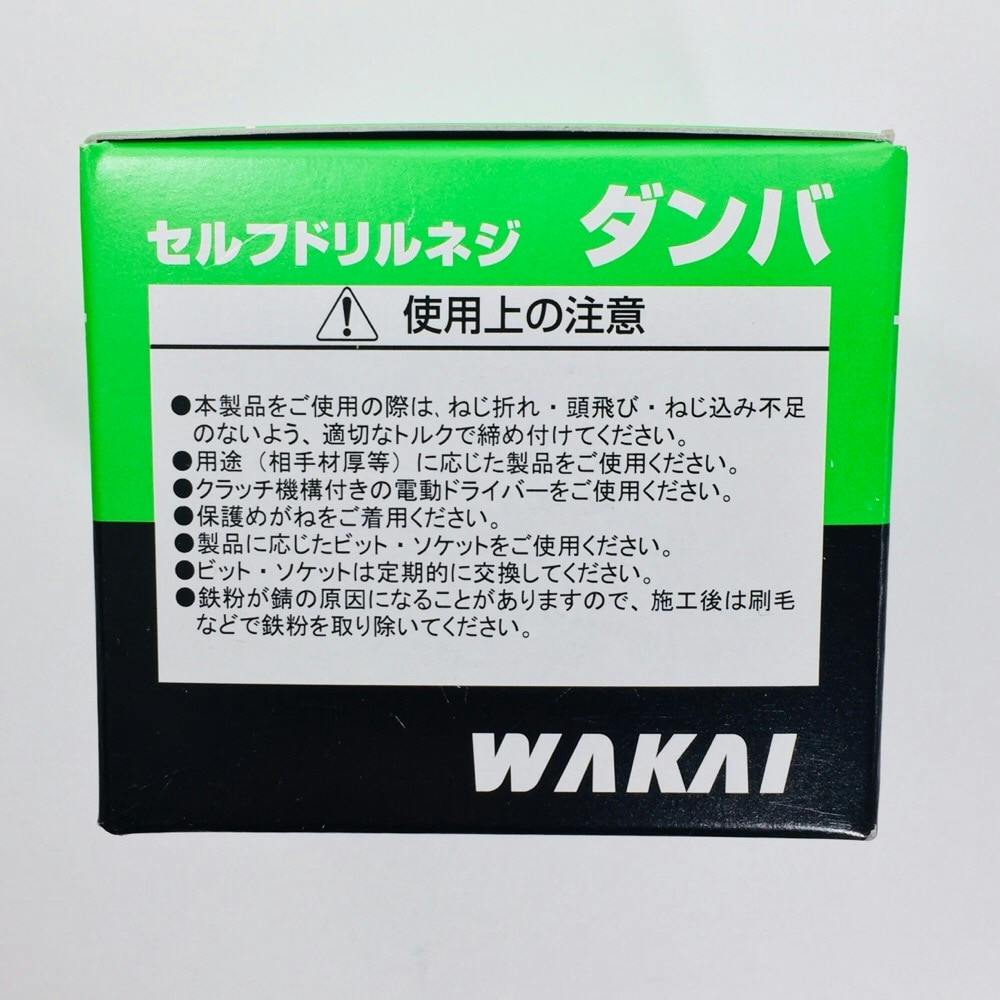 セルフドリルネジ ダンバ
使用上の注意
●本製品をご使用の際は、ねじ折れ・頭飛び・ねじ込み不足
のないよう、適切なトルクで締め付けてください。
●用途（相手材厚等）に応じた製品をご使用ください。
●クラッチ機構付きの電動ドライバーをご使用ください。
●保護めがねをご着用ください。
●製品に応じたビット・ソケットをご使用ください。
●ビット・ソケットは定期的に交換してください。
●鉄粉が錆の原因になることがありますので、施工後は刷毛
などで鉄粉を取り除いてください。
WAKAI